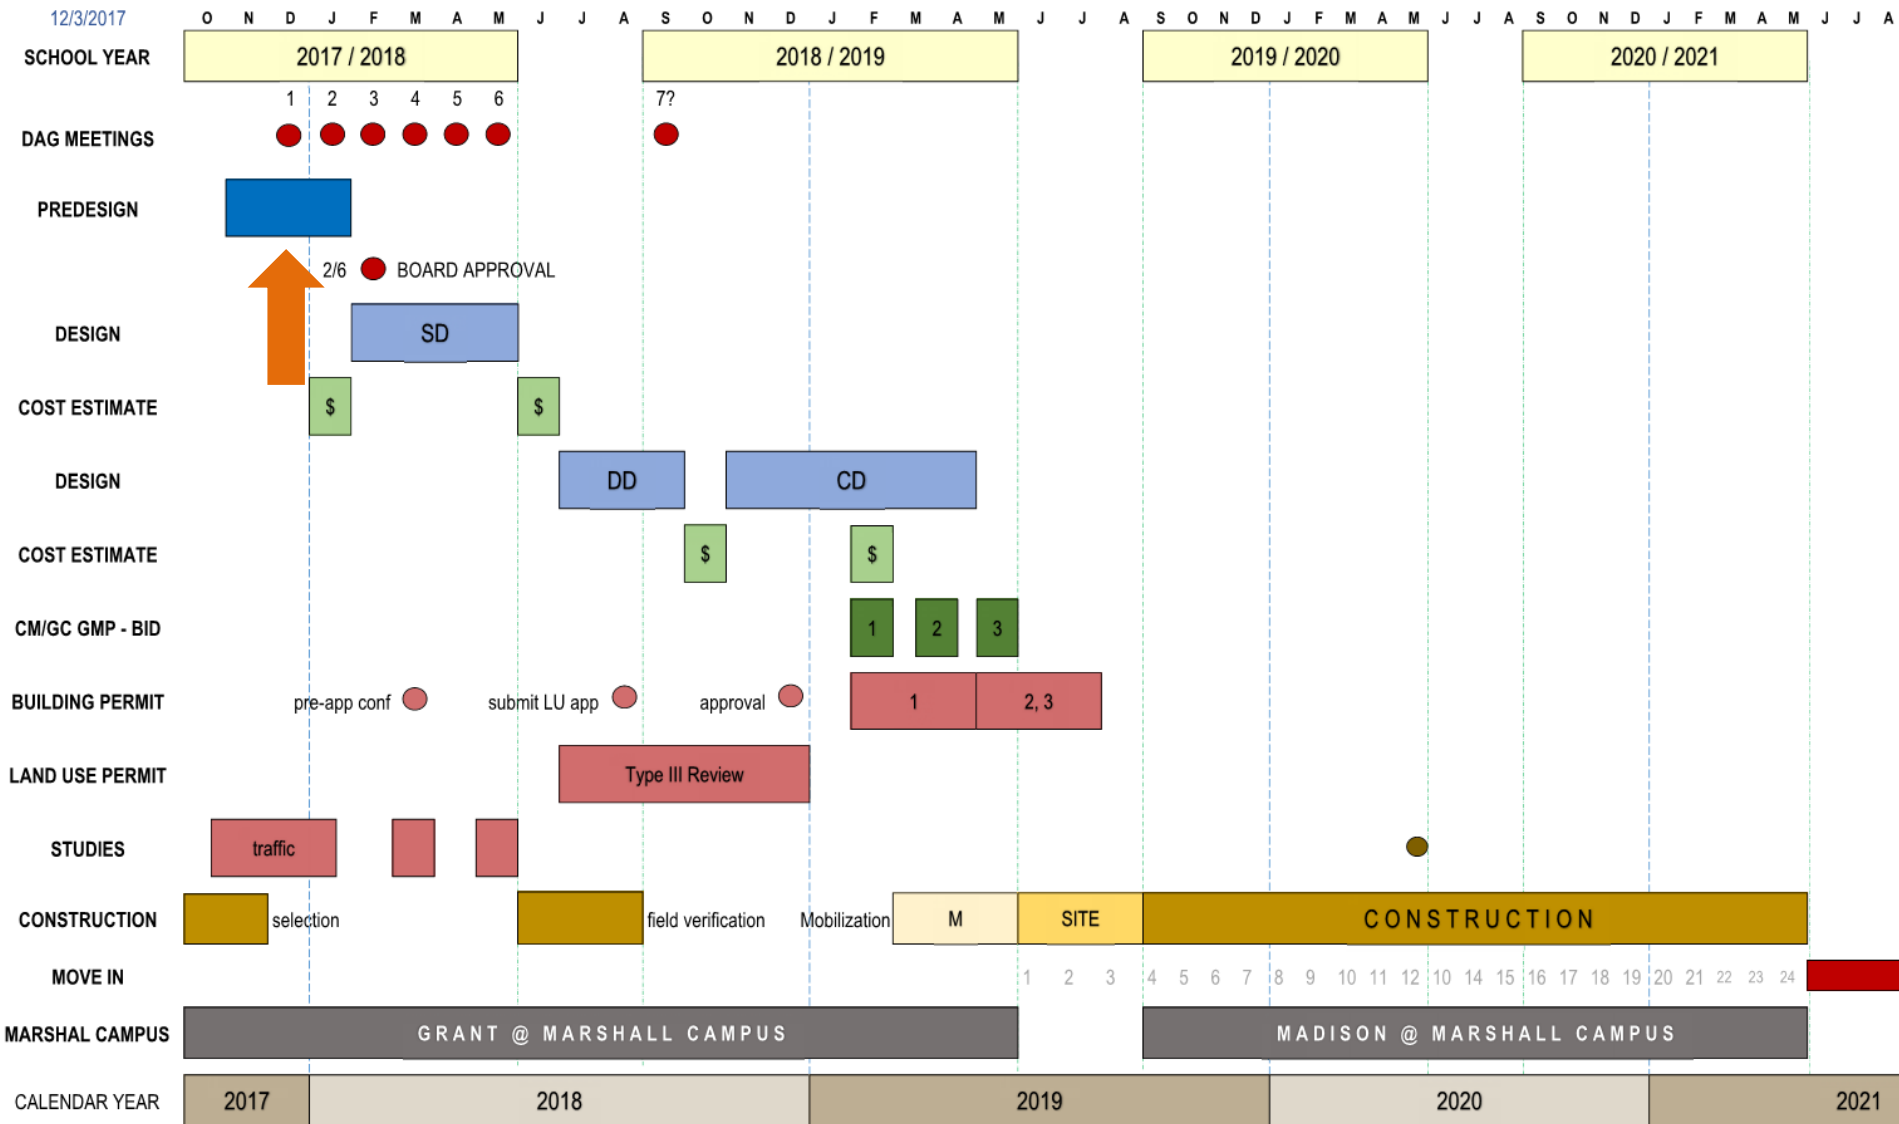 12/3/2017 O N D J F M A M J J A S O N D J F M A M J J A S O N D J F M A M J J A S O N D J F M A M J J A
SCHOOL YEAR 2017 / 2018 2018 / 2019 2019 / 2020 2020 / 2021
1 2 3 4 5 6 7?
DAG MEETINGS
PREDESIGN
2/6 BOARD APPROVAL
DESIGN SD
COST ESTIMATE $ $
DESIGN DD CD
COST ESTIMATE $ $
CM/GC GMP - BID 1 2 3
BUILDING PERMIT pre-app conf submit LU app approval 1 2, 3
LAND USE PERMIT Type III Review
STUDIES traffic
CONSTRUCTION selection field verification Mobilization M SITE CONSTRUCTION
MOVE IN 1 2 3 4 5 6 7 8 9 10 11 12 10 14 15 16 17 18 19 20 21 22 23 24
MARSHAL CAMPUS GRANT @ MARSHALL CAMPUS MADISON @ MARSHALL CAMPUS
CALENDAR YEAR 2017 2018 2019 2020 2021